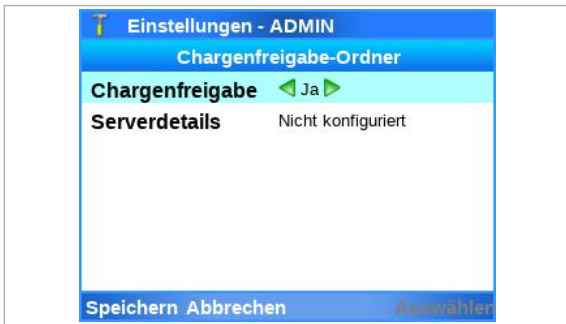 Einstellungen - ADMIN
Chargenfreigabe-Ordner
Chargenfreigabe Ja
Serverdetails Nicht konfiguriert
Speichern Abbrechen Auswählen